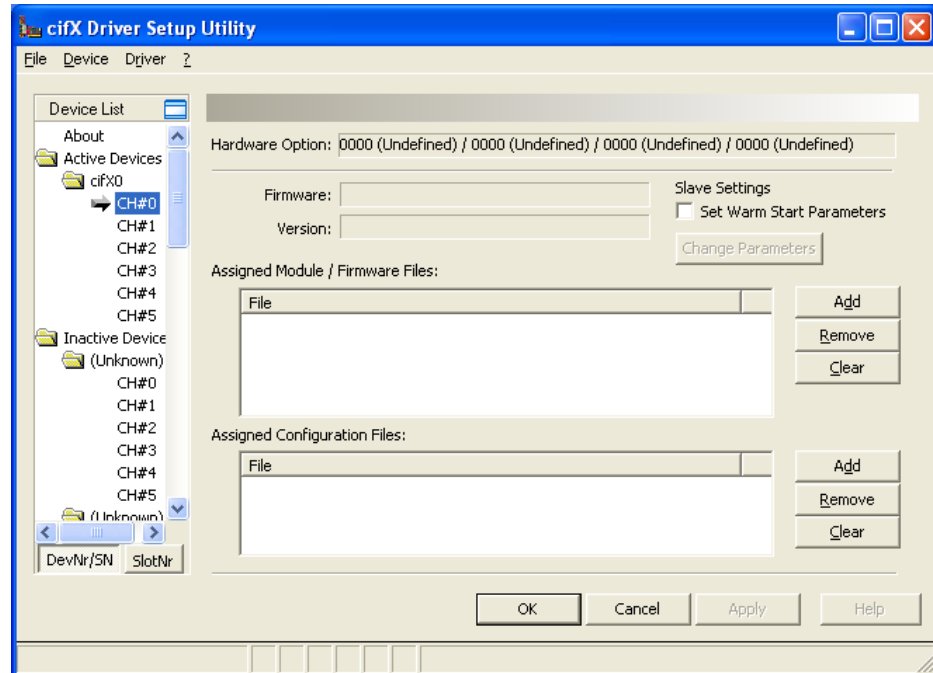 cifX Driver Setup Utility
File Device Driver ?
Device List
About
Active Devices
cifX0
CH#0
CH#1
CH#2
CH#3
CH#4
CH#5
Inactive Device
(Unknown)
CH#0
CH#1
CH#2
CH#3
CH#4
CH#5
(Unknown)
DevNr/SN SlotNr
Hardware Option: 0000 (Undefined) / 0000 (Undefined) / 0000 (Undefined) / 0000 (Undefined)
Firmware:
Version:
Slave Settings
Set Warm Start Parameters
Change Parameters
Assigned Module / Firmware Files:
File
Add
Remove
Clear
Assigned Configuration Files:
File
Add
Remove
Clear
OK Cancel Apply Help